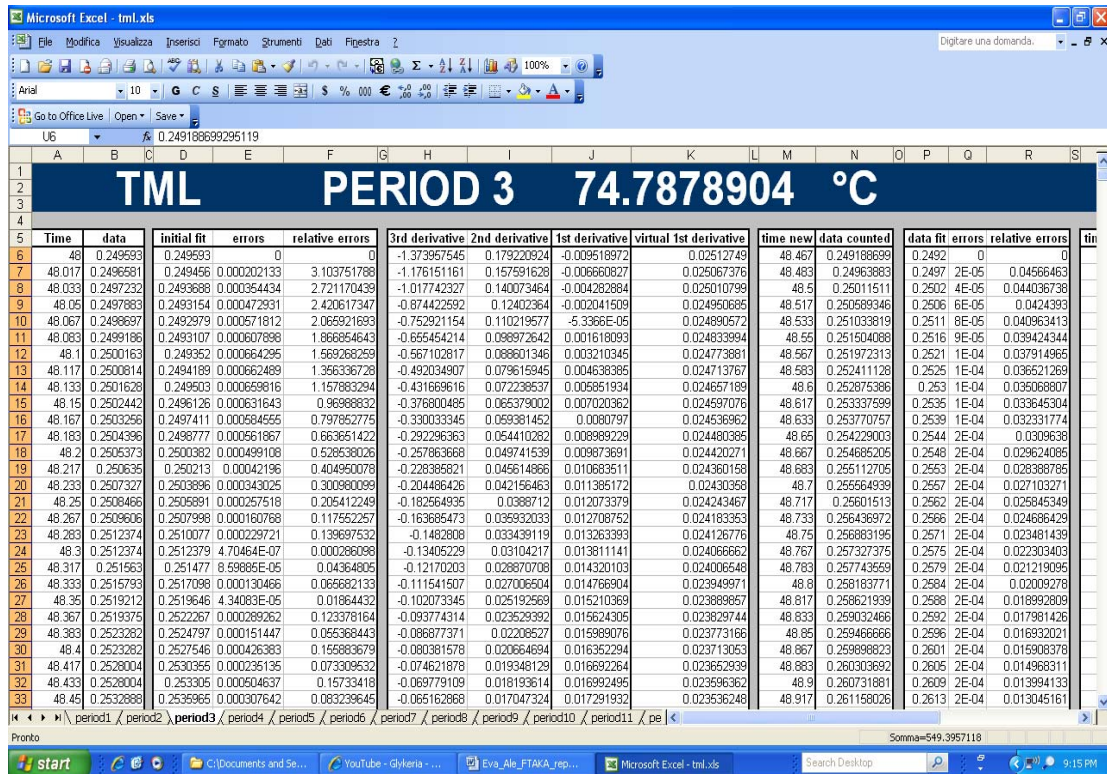 Microsoft Excel - tml.xls
File Modifica Visualizza Inserisci Formato Strumenti Dati Finestra ? Digitare una domanda.
100%
Arial 10 G C S $ % 000 €
Go to Office Live Open Save
U6 fx 0.249188699295119
A B C D E F G H I J K L M N O P Q R S
1
2 TML PERIOD 3 74.7878904 °C
3
4
5 Time data initial fit errors relative errors 3rd derivative 2nd derivative 1st derivative virtual 1st derivative time new data counted data fit errors relative errors tin
6 48 0.249593 0.249593 0 0 -1.373957545 0.179220924 -0.009518972 0.02512749 48.467 0.249188699 0.2492 0 0
7 48.017 0.2496581 0.249456 0.000202133 3.103751788 -1.176151161 0.157591628 -0.006660827 0.025067376 48.483 0.24963883 0.2497 2E-05 0.04566463
8 48.033 0.2497232 0.2493688 0.000354434 2.721170439 -1.017742327 0.140073464 -0.004282884 0.025010799 48.5 0.25011511 0.2502 4E-05 0.044036738
9 48.05 0.2497883 0.2493154 0.000472931 2.420617347 -0.874422592 0.12402364 -0.002041509 0.024950685 48.517 0.250589346 0.2506 6E-05 0.0424393
10 48.067 0.2498697 0.2492979 0.000571812 2.065921693 -0.752921154 0.110219577 -5.3366E-05 0.024890572 48.533 0.251033819 0.2511 8E-05 0.040963413
11 48.083 0.2499186 0.2493107 0.000607898 1.866854643 -0.655454214 0.098972642 0.001618093 0.024833994 48.55 0.251504088 0.2516 9E-05 0.039424344
12 48.1 0.2500163 0.249352 0.000664295 1.569268259 -0.567102817 0.088601346 0.003210345 0.024773881 48.567 0.251972313 0.2521 1E-04 0.037914965
13 48.117 0.2500814 0.2494189 0.000662489 1.356336728 -0.492034907 0.079615945 0.004638385 0.024713767 48.583 0.252411128 0.2525 1E-04 0.036521269
14 48.133 0.2501628 0.249503 0.000659816 1.157883294 -0.431669616 0.072238537 0.005851934 0.024657189 48.6 0.252875386 0.253 1E-04 0.035068807
15 48.15 0.2502442 0.2496126 0.000631643 0.96988832 -0.376800485 0.065379002 0.007020362 0.024597076 48.617 0.253337599 0.2535 1E-04 0.033645304
16 48.167 0.2503256 0.2497411 0.000584555 0.797852775 -0.330033345 0.059381452 0.0080797 0.024536962 48.633 0.253770757 0.2539 1E-04 0.032331774
17 48.183 0.2504396 0.2498777 0.000561867 0.663651422 -0.292296363 0.054410282 0.008989229 0.024480385 48.65 0.254229003 0.2544 2E-04 0.0309638
18 48.2 0.2505373 0.2500382 0.000499108 0.528538026 -0.257863668 0.049741539 0.009873691 0.024420271 48.667 0.254685205 0.2548 2E-04 0.029624085
19 48.217 0.250635 0.250213 0.00042196 0.404950078 -0.228385821 0.045614866 0.010683511 0.024360158 48.683 0.255112705 0.2553 2E-04 0.028388785
20 48.233 0.2507327 0.2503896 0.000343025 0.300980099 -0.204486426 0.042156463 0.011385172 0.02430358 48.7 0.255564939 0.2557 2E-04 0.027103271
21 48.25 0.2508466 0.2505891 0.000257518 0.205412249 -0.182564935 0.0388712 0.012073379 0.024243467 48.717 0.25601513 0.2562 2E-04 0.025845349
22 48.267 0.2509606 0.2507998 0.000160768 0.117552257 -0.163685473 0.035932033 0.012708752 0.024183353 48.733 0.256436972 0.2566 2E-04 0.024686429
23 48.283 0.2512374 0.2510077 0.000229721 0.139697532 -0.1482808 0.033439119 0.013263393 0.024126776 48.75 0.256883195 0.2571 2E-04 0.023481439
24 48.3 0.2512374 0.2512379 4.70464E-07 0.000286098 -0.13405229 0.03104217 0.013811141 0.024066662 48.767 0.257327375 0.2575 2E-04 0.022303403
25 48.317 0.251563 0.251477 8.59885E-05 0.04364805 -0.12170203 0.028870708 0.014320103 0.024006548 48.783 0.257743559 0.2579 2E-04 0.021219095
26 48.333 0.2515793 0.2517098 0.000130466 0.065682133 -0.111541507 0.027006504 0.014766904 0.023949971 48.8 0.258183771 0.2584 2E-04 0.02009278
27 48.35 0.2519212 0.2519646 4.34083E-05 0.01864432 -0.102073345 0.025192569 0.015210369 0.023889857 48.817 0.258621939 0.2588 2E-04 0.018992809
28 48.367 0.2519375 0.2522267 0.000289262 0.123378164 -0.093774314 0.023529392 0.015624305 0.023829744 48.833 0.259032466 0.2592 2E-04 0.017981426
29 48.383 0.2523282 0.2524797 0.000151447 0.055368443 -0.086877371 0.02208527 0.015989076 0.023773166 48.85 0.259466666 0.2596 2E-04 0.016932021
30 48.4 0.2523282 0.2527546 0.000426383 0.155883679 -0.080381578 0.020664694 0.016352294 0.023713053 48.867 0.259898823 0.2601 2E-04 0.015908378
31 48.417 0.2528004 0.2530355 0.000235135 0.073309532 -0.074621878 0.019348129 0.016692264 0.023652939 48.883 0.260303692 0.2605 2E-04 0.014968311
32 48.433 0.2528004 0.253305 0.000504637 0.15733418 -0.069779109 0.018193614 0.016992495 0.023596362 48.9 0.260731881 0.2609 2E-04 0.013994133
33 48.45 0.2532888 0.2535965 0.000307642 0.083239645 -0.065162868 0.017047324 0.017291932 0.023536248 48.917 0.261158026 0.2613 2E-04 0.013045161
period1 / period2 \ period3 / period4 / period5 / period6 / period7 / period8 / period9 / period10 / period11 / pe
Pronto Somma=549.3957118
start C:\Documents and Se... YouTube - Glykeria - ... Eva_Ale_FTAKA_rep... Microsoft Excel - tml.xls Search Desktop 9:15 PM